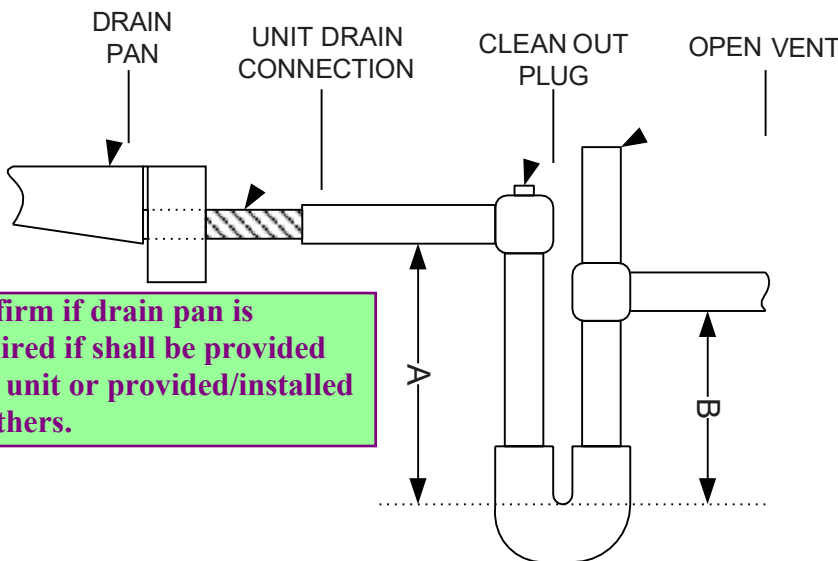 DRAIN
PAN
UNIT DRAIN
CONNECTION
CLEAN OUT
PLUG
OPEN VENT
firm if drain pan is
ired if shall be provided
unit or provided/installed
thers.
A
B